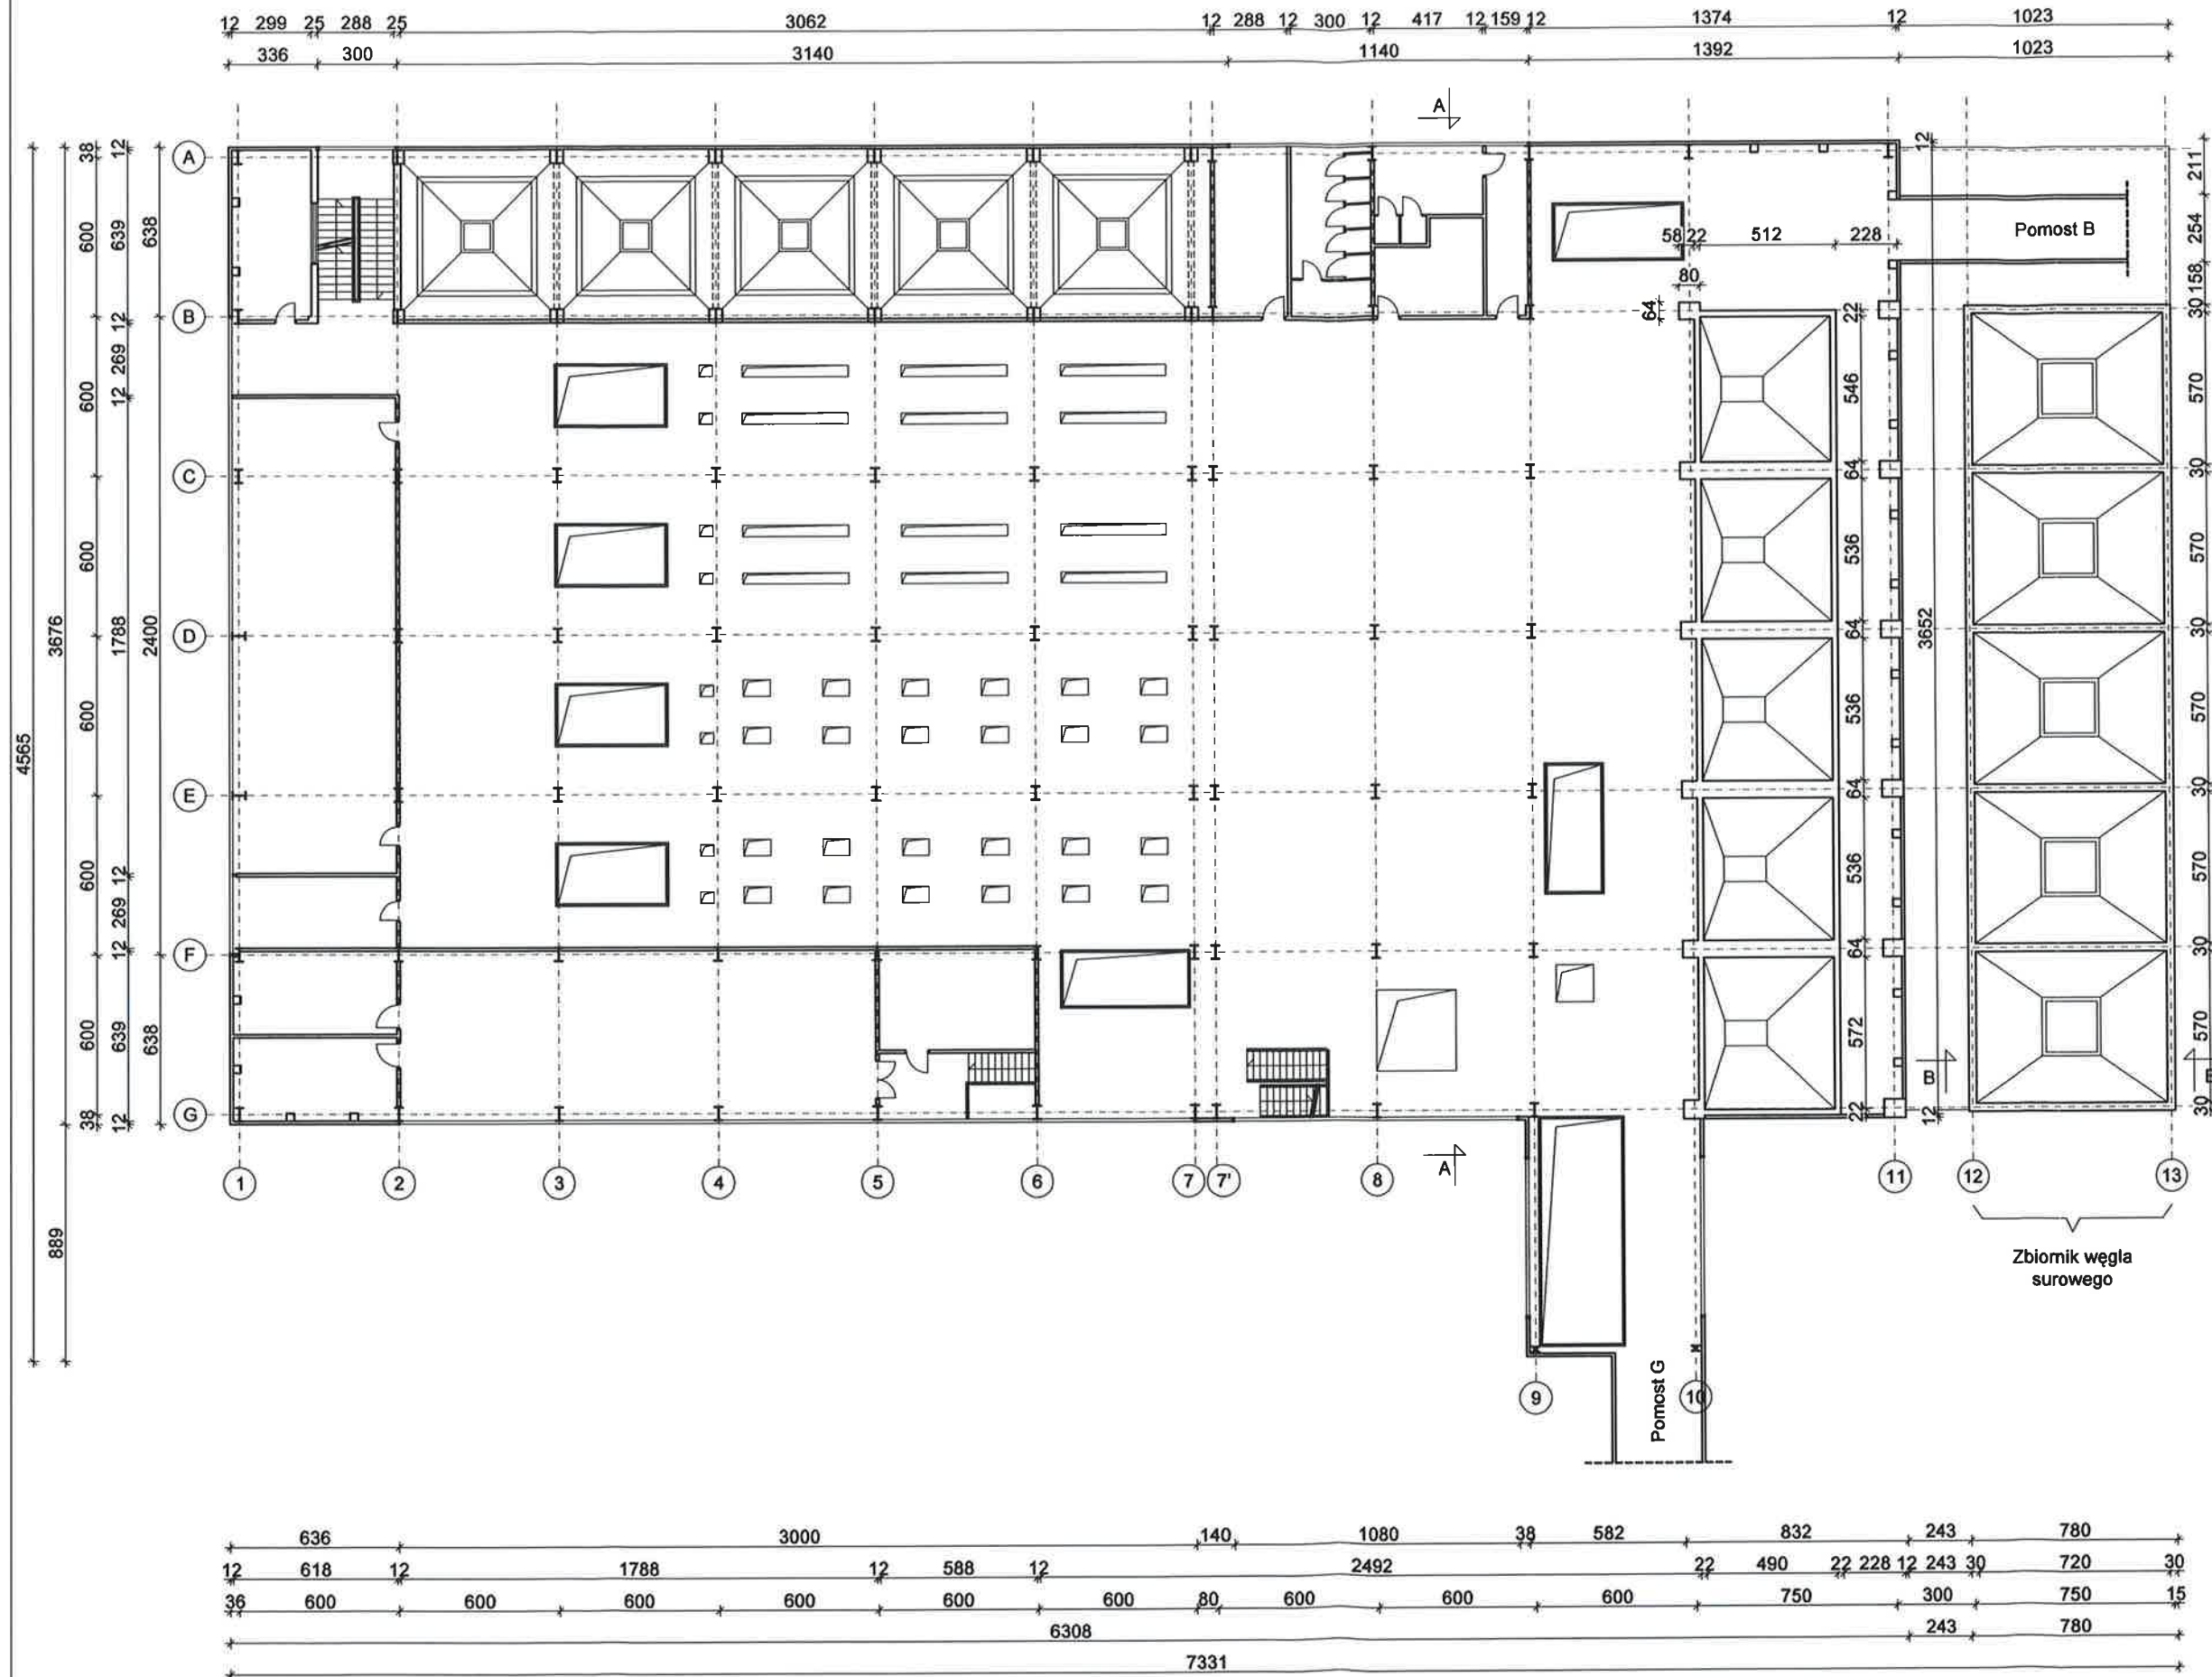 12 299 25 288 25 3062 12 288 12 300 12 417 12 159 12 1374 12 1023
336 300 3140 1140 1392 1023
A
A
B
C
D
E
F
G
38 600 600 600 600 600 600 38
12 639 12 269 12 1788 12 269 12 639 12
638 2400 638
3676
4565
889
Pomost B
58 22 512 228
80
64
22 546 64 536 64 536 64 536 64 572 22
12 3652 12
211 254 158 30 570 30 570 30 570 30 570 30 570 30
B
A
1 2 3 4 5 6 7 7' 8 11 12 13
Zbiornik węgla
surowego
9 10
Pomost G
636 3000 140 1080 38 582 832 243 780
12 618 12 1788 12 588 12 2492 22 490 22 228 12 243 30 720 30
36 600 600 600 600 600 600 80 600 600 600 750 300 750 15
6308 243 780
7331